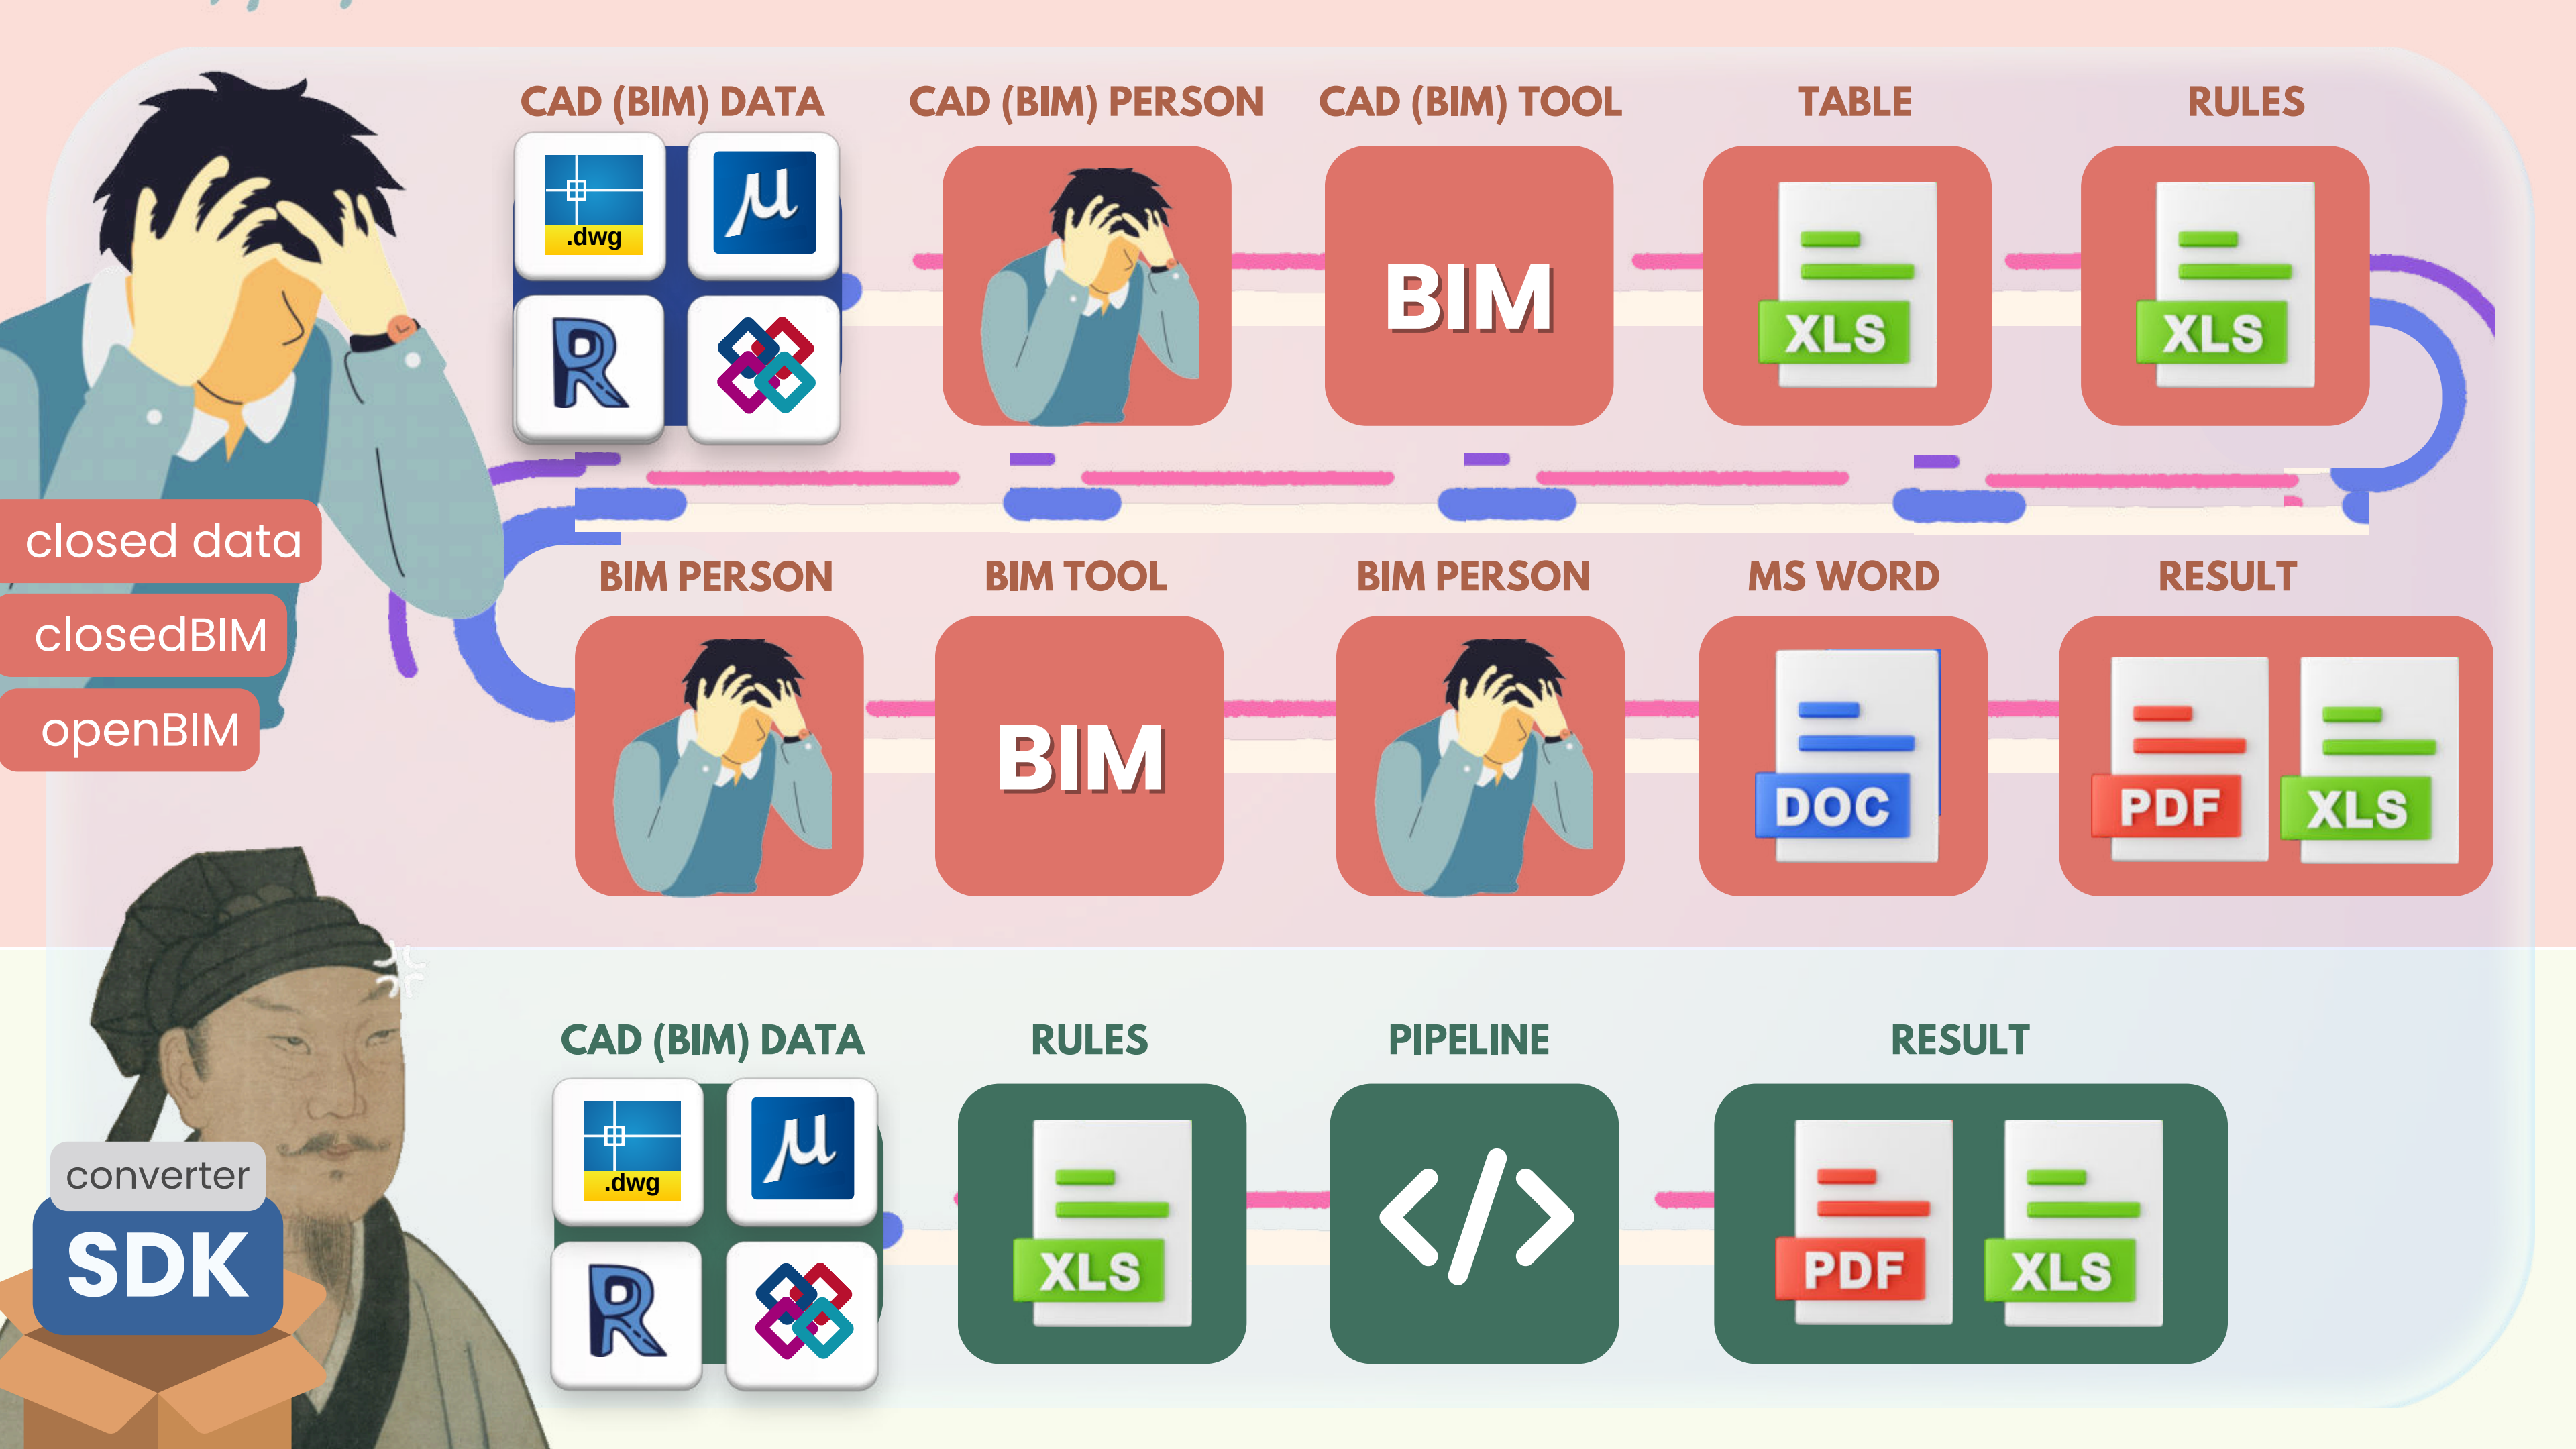 CAD (BIM) DATA
CAD (BIM) PERSON
CAD (BIM) TOOL
TABLE
RULES
.dwg
μ
R
BIM
XLS
XLS
closed data
closedBIM
openBIM
BIM PERSON
BIM TOOL
BIM PERSON
MS WORD
RESULT
BIM
DOC
PDF
XLS
CAD (BIM) DATA
RULES
PIPELINE
RESULT
.dwg
μ
R
XLS
</>
PDF
XLS
converter
SDK